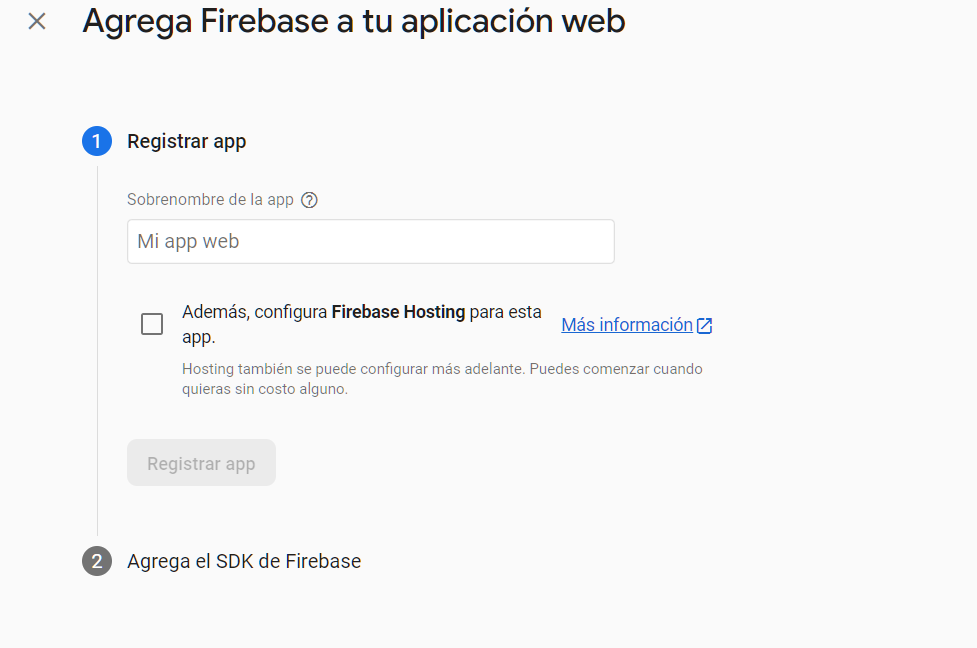 Agrega Firebase a tu aplicación web
1 Registrar app
Sobrenombre de la app ?
Mi app web
Además, configura Firebase Hosting para esta
app.
Más información
Hosting también se puede configurar más adelante. Puedes comenzar cuando
quieras sin costo alguno.
Registrar app
2 Agrega el SDK de Firebase